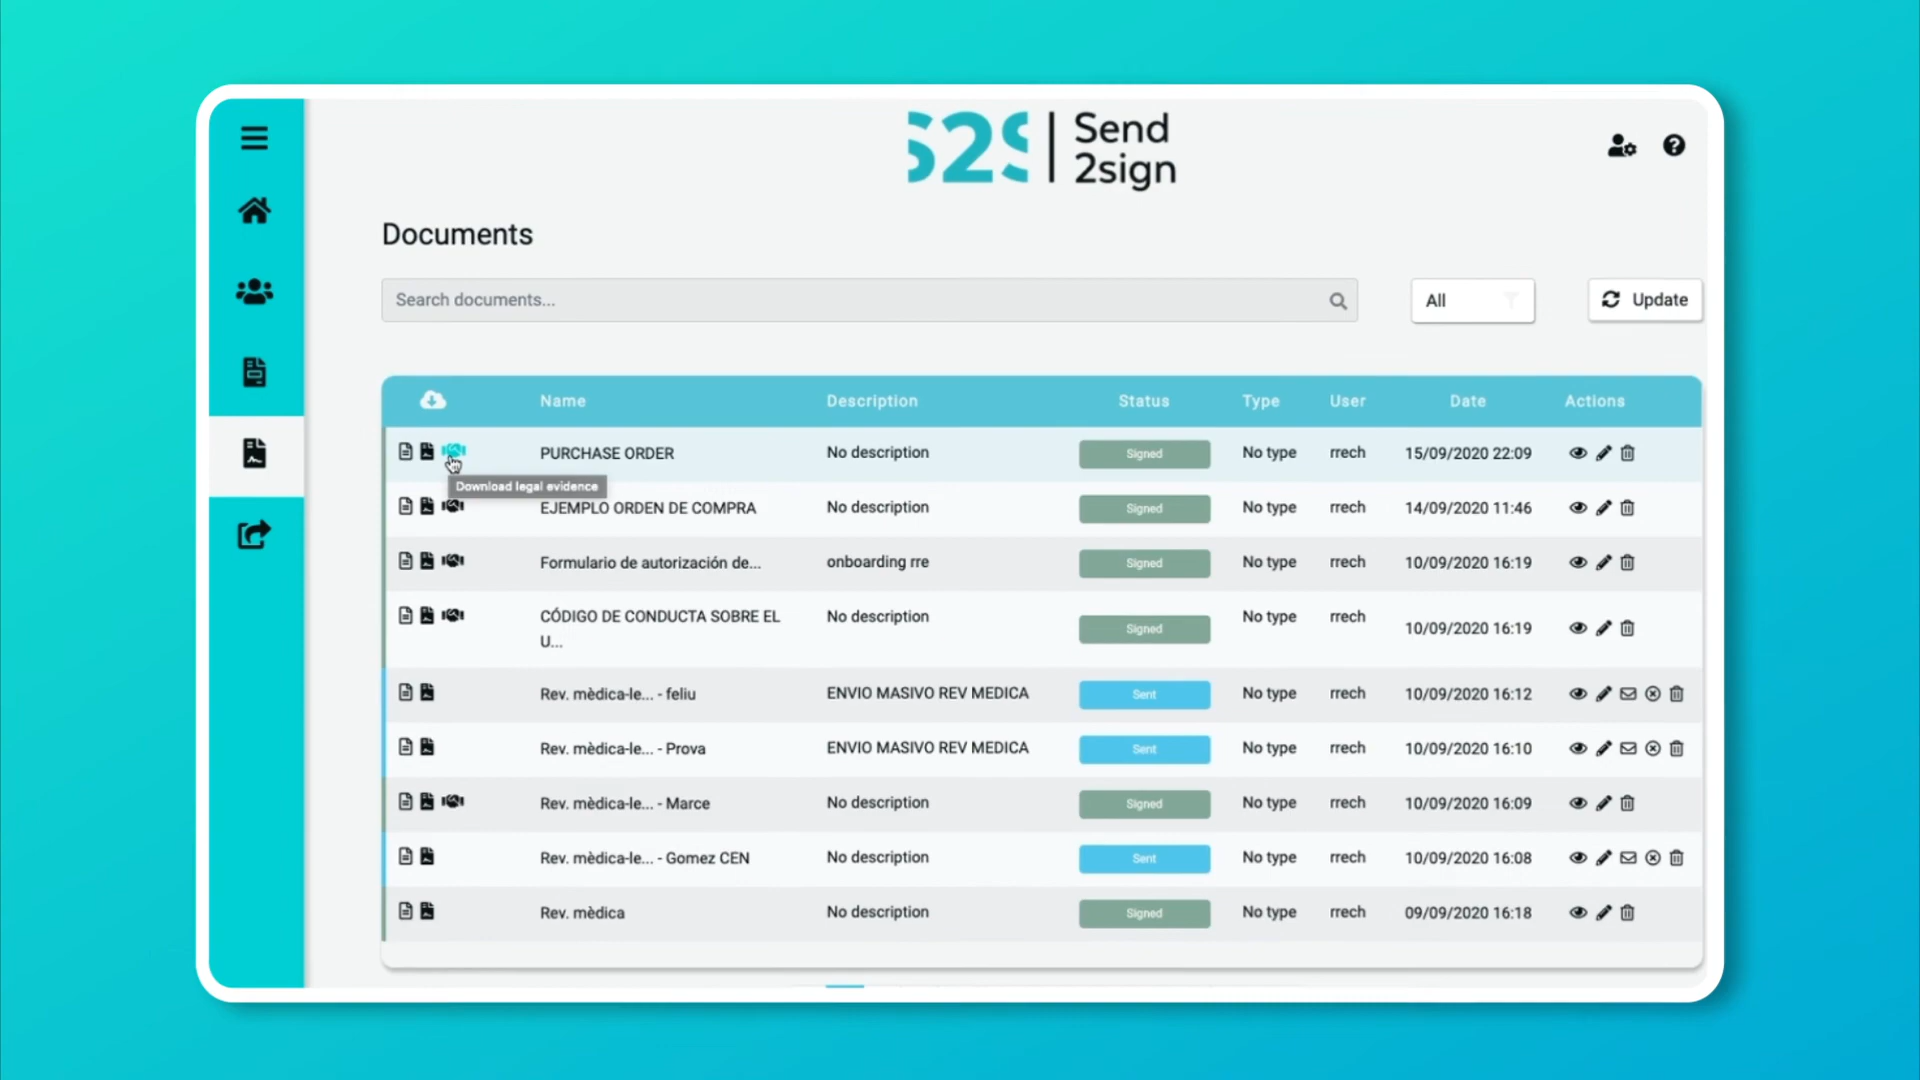 S2S | Send
2sign
Documents
Search documents...
All
Update
Name Description Status Type User Date Actions
PURCHASE ORDER No description Signed No type rrech 15/09/2020 22:09
Download legal evidence
EJEMPLO ORDEN DE COMPRA No description Signed No type rrech 14/09/2020 11:46
Formulario de autorización de... onboarding rre Signed No type rrech 10/09/2020 16:19
CÓDIGO DE CONDUCTA SOBRE EL No description Signed No type rrech 10/09/2020 16:19
U...
Rev. mèdica-le... - feliu ENVIO MASIVO REV MEDICA Sent No type rrech 10/09/2020 16:12
Rev. mèdica-le... - Prova ENVIO MASIVO REV MEDICA Sent No type rrech 10/09/2020 16:10
Rev. mèdica-le... - Marce No description Signed No type rrech 10/09/2020 16:09
Rev. mèdica-le... - Gomez CEN No description Sent No type rrech 10/09/2020 16:08
Rev. mèdica No description Signed No type rrech 09/09/2020 16:18